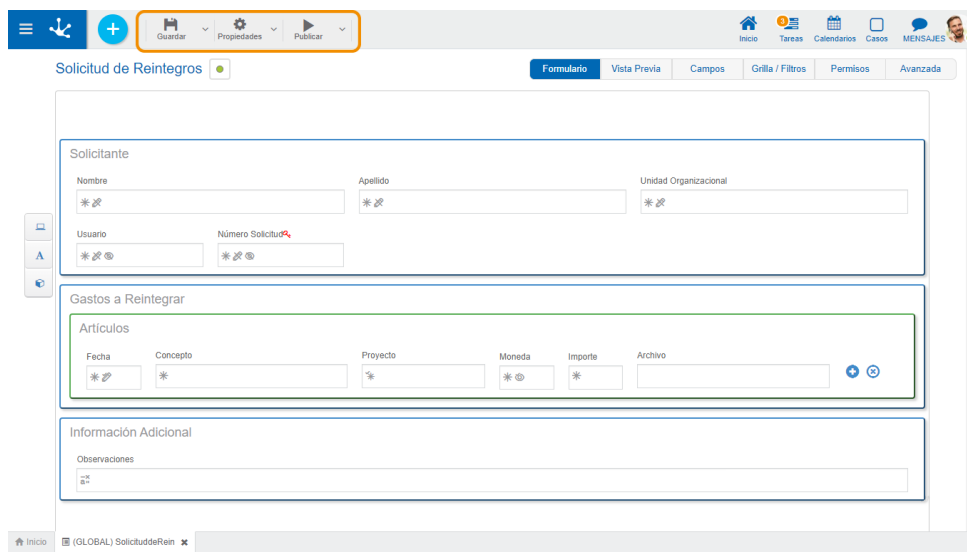 Guardar Propiedades Publicar Inicio 3 Tareas Calendarios Casos MENSAJES
Solicitud de Reintegros Formulario Vista Previa Campos Grilla / Filtros Permisos Avanzada
Solicitante
Nombre Apellido Unidad Organizacional
Usuario Número Solicitud
A
Gastos a Reintegrar
Artículos
Fecha Concepto Proyecto Moneda Importe Archivo
Información Adicional
Observaciones
Inicio (GLOBAL) SolicituddeRein